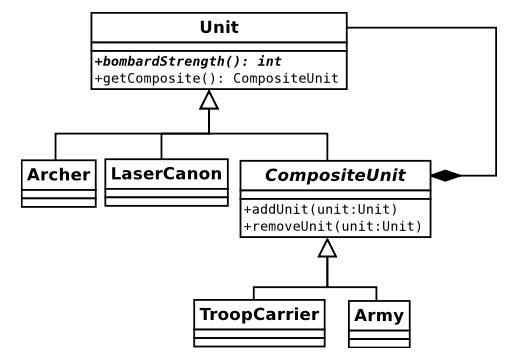 Unit
+bombardStrength(): int
+getComposite(): CompositeUnit
Archer
LaserCanon
CompositeUnit
+addUnit(unit:Unit)
+removeUnit(unit:Unit)
TroopCarrier
Army